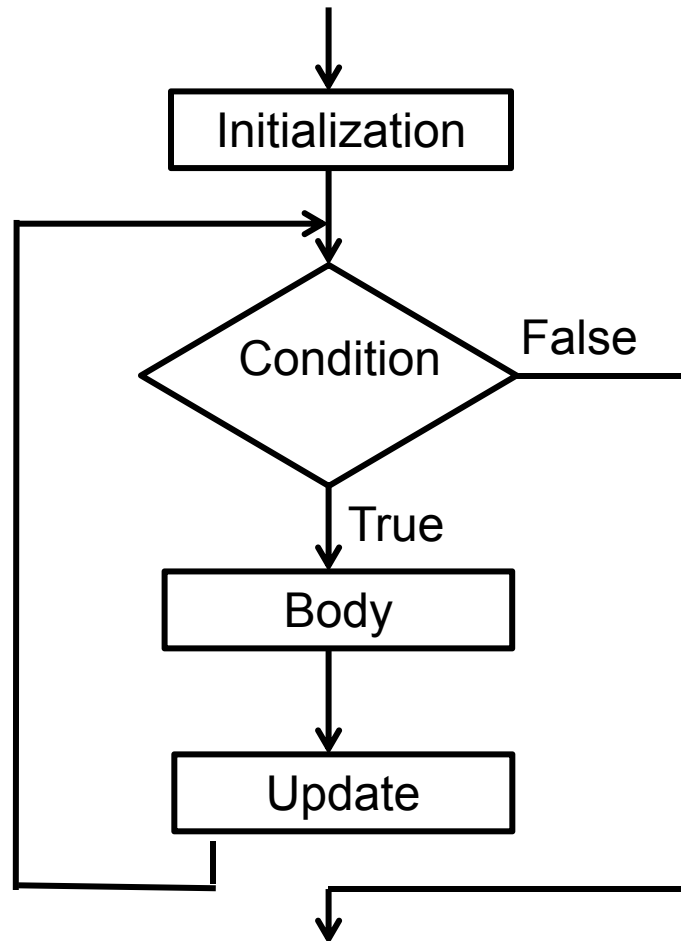 Initialization
Condition
False
True
Body
Update